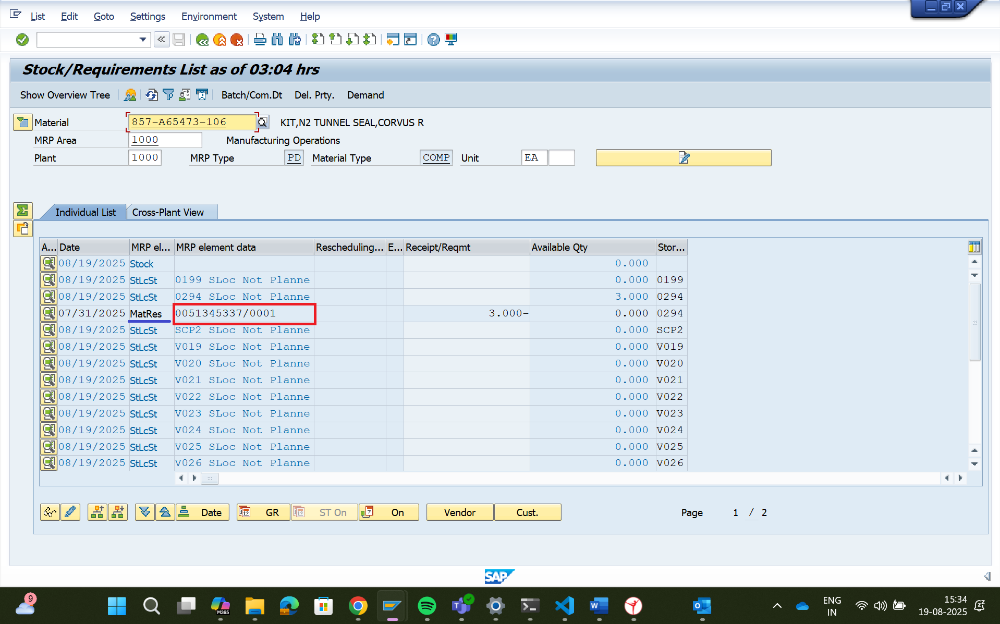 List Edit Goto Settings Environment System Help
Stock/Requirements List as of 03:04 hrs
Show Overview Tree Batch/Com.Dt Del. Prty. Demand
Material 857-A65473-106 KIT,N2 TUNNEL SEAL,CORVUS R
MRP Area 1000 Manufacturing Operations
Plant 1000 MRP Type PD Material Type COMP Unit EA
Individual List Cross-Plant View
A... Date MRP el... MRP element data Rescheduling... E... Receipt/Reqmt Available Qty Stor...
08/19/2025 Stock 0.000
08/19/2025 StLcSt 0199 SLoc Not Planne 0.000 0199
08/19/2025 StLcSt 0294 SLoc Not Planne 3.000 0294
07/31/2025 MatRes 0051345337/0001 3.000- 0.000 0294
08/19/2025 StLcSt SCP2 SLoc Not Planne 0.000 SCP2
08/19/2025 StLcSt V019 SLoc Not Planne 0.000 V019
08/19/2025 StLcSt V020 SLoc Not Planne 0.000 V020
08/19/2025 StLcSt V021 SLoc Not Planne 0.000 V021
08/19/2025 StLcSt V022 SLoc Not Planne 0.000 V022
08/19/2025 StLcSt V023 SLoc Not Planne 0.000 V023
08/19/2025 StLcSt V024 SLoc Not Planne 0.000 V024
08/19/2025 StLcSt V025 SLoc Not Planne 0.000 V025
08/19/2025 StLcSt V026 SLoc Not Planne 0.000 V026
Date GR ST On On Vendor Cust. Page 1 / 2
SAP
9
M365
ENG
IN
15:34
19-08-2025